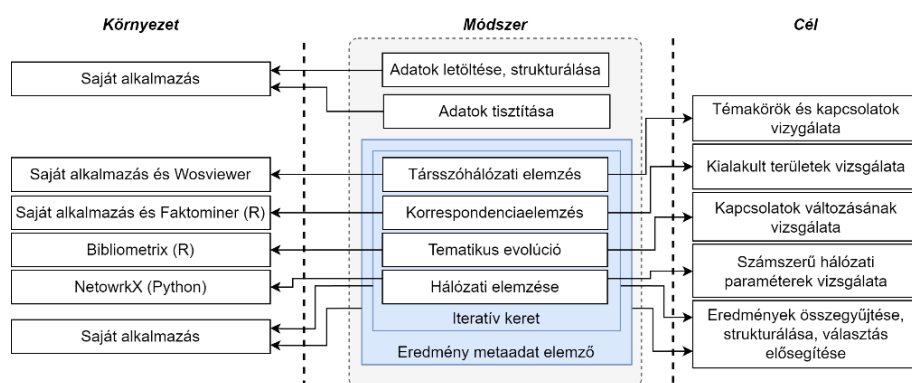 Környezet
Módszer
Cél
Saját alkalmazás
Adatok letöltése, strukturálása
Adatok tisztítása
Témakörök és kapcsolatok
vizygálata
Saját alkalmazás és Wosviewer
Társszóhálózati elemzés
Kialakult területek vizsgálata
Saját alkalmazás és Faktominer (R)
Korrespondenciaelemzés
Kapcsolatok változásának
vizsgálata
Bibliometrix (R)
Tematikus evolúció
NetowrkX (Python)
Hálózati elemzése
Számszerű hálózati
paraméterek vizsgálata
Saját alkalmazás
Iteratív keret
Eredmény metaadat elemző
Eredmények összegyűjtése,
strukturálása, választás
elősegítése